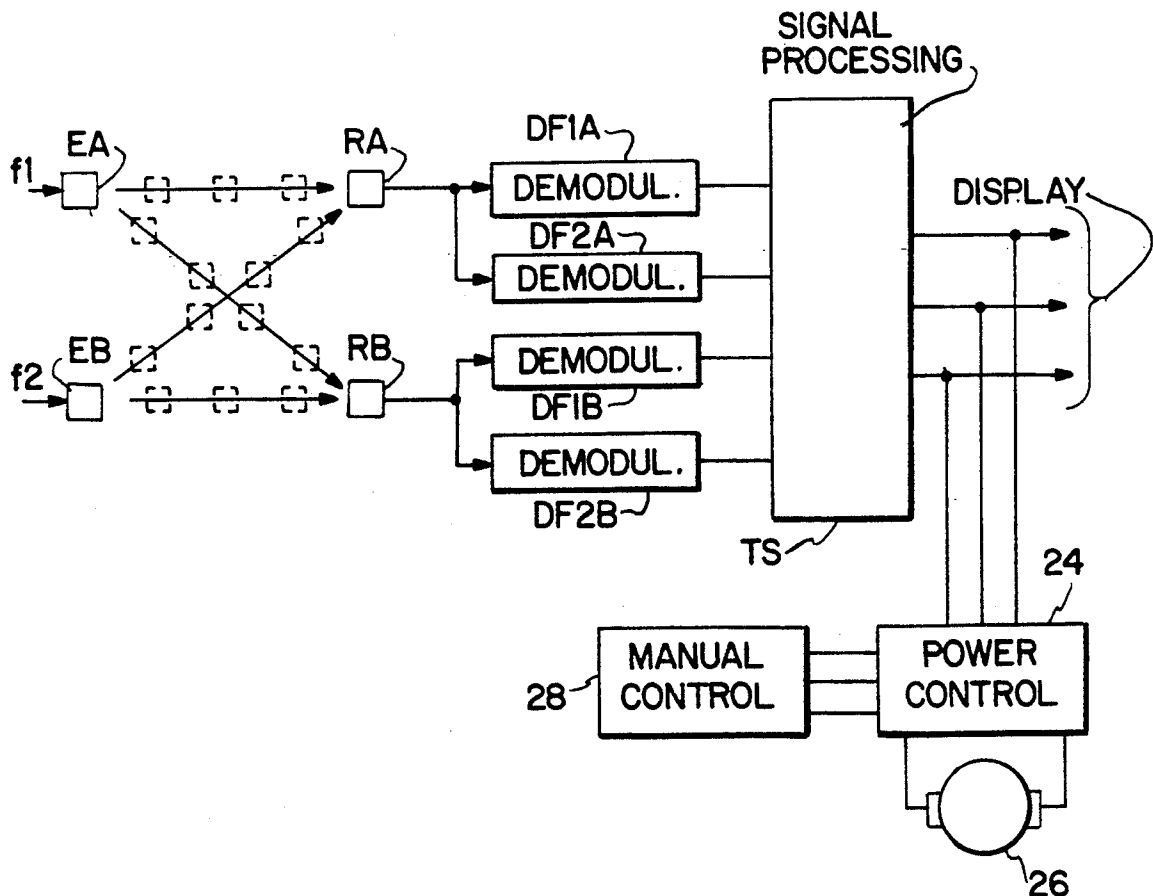 SIGNAL
PROCESSING
EA
RA
DF1A
f1
DEMODUL.
DISPLAY
DF2A
DEMODUL.
EB
RB
DEMODUL.
f2
DF1B
DEMODUL.
DF2B
TS
24
MANUAL
CONTROL
POWER
CONTROL
28
26